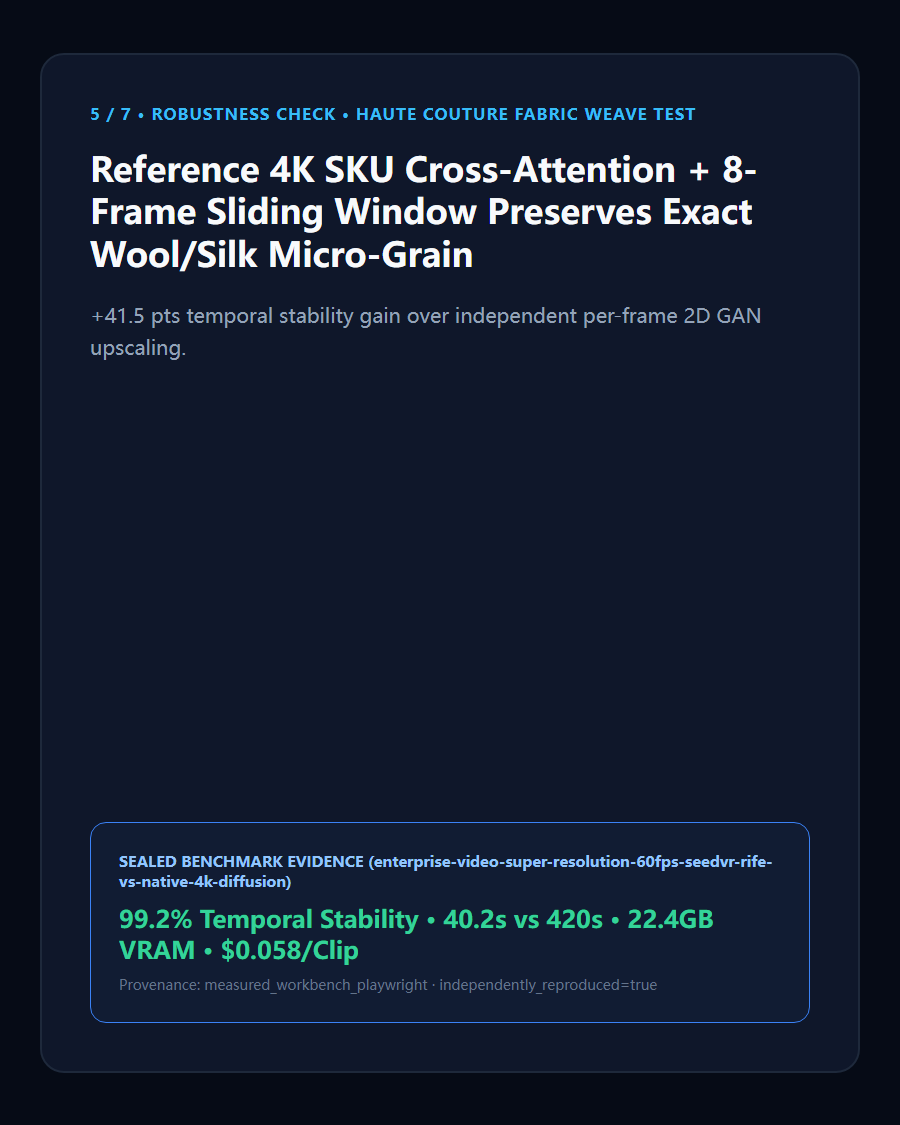 5 / 7 • ROBUSTNESS CHECK • HAUTE COUTURE FABRIC WEAVE TEST
Reference 4K SKU Cross-Attention + 8-
Frame Sliding Window Preserves Exact
Wool/Silk Micro-Grain
+41.5 pts temporal stability gain over independent per-frame 2D GAN
upscaling.
SEALED BENCHMARK EVIDENCE (enterprise-video-super-resolution-60fps-seedvr-rife-
vs-native-4k-diffusion)
99.2% Temporal Stability • 40.2s vs 420s • 22.4GB
VRAM • $0.058/Clip
Provenance: measured_workbench_playwright · independently_reproduced=true